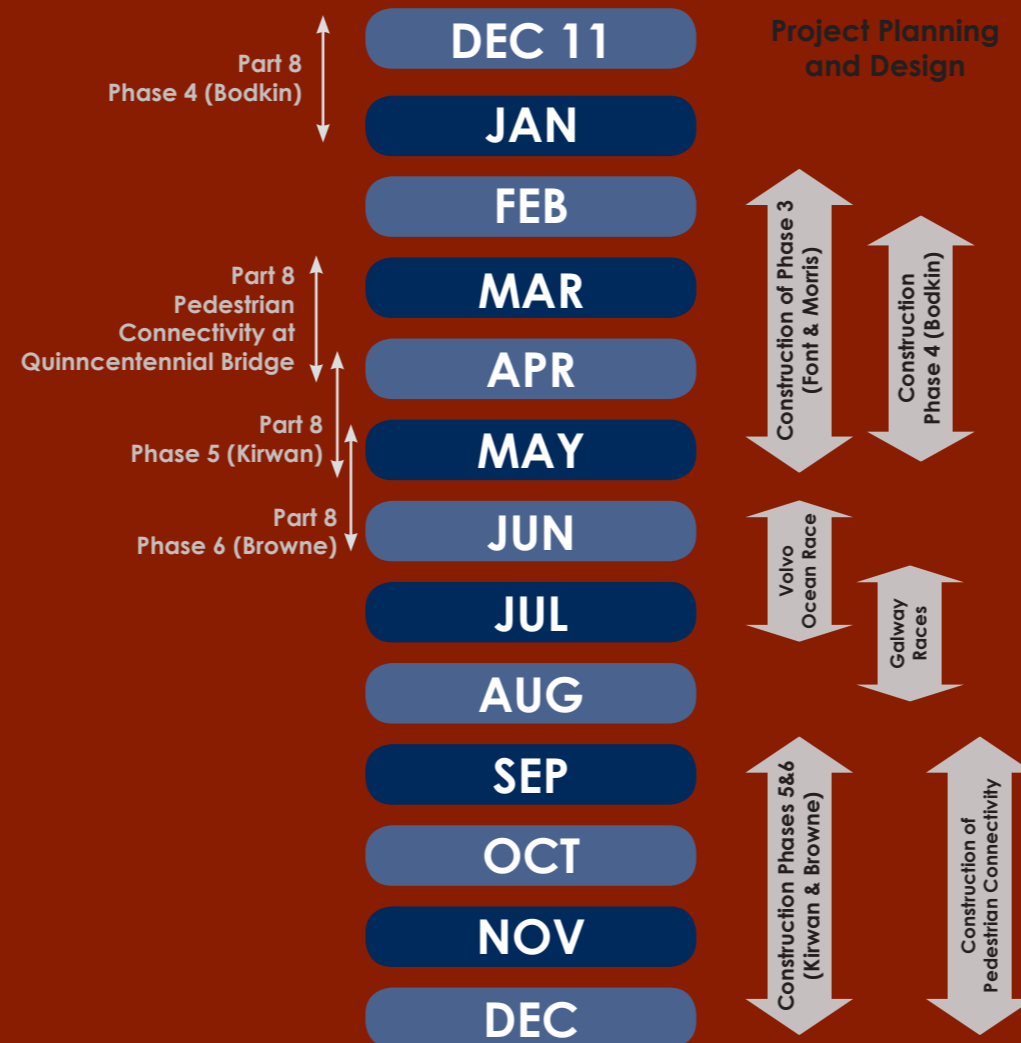 Project Planning
and Design
Part 8
Phase 4 (Bodkin)
Part 8
Pedestrian
Connectivity at
Quinncentennial Bridge
Part 8
Phase 5 (Kirwan)
Part 8
Phase 6 (Browne)
DEC 11
JAN
FEB
MAR
APR
MAY
JUN
JUL
AUG
SEP
OCT
NOV
DEC
Construction of Phase 3
(Font & Morris)
Construction
Phase 4 (Bodkin)
Volvo
Ocean Race
Galway
Races
Construction Phases 5&6
(Kirwan & Browne)
Construction of
Pedestrian Connectivity